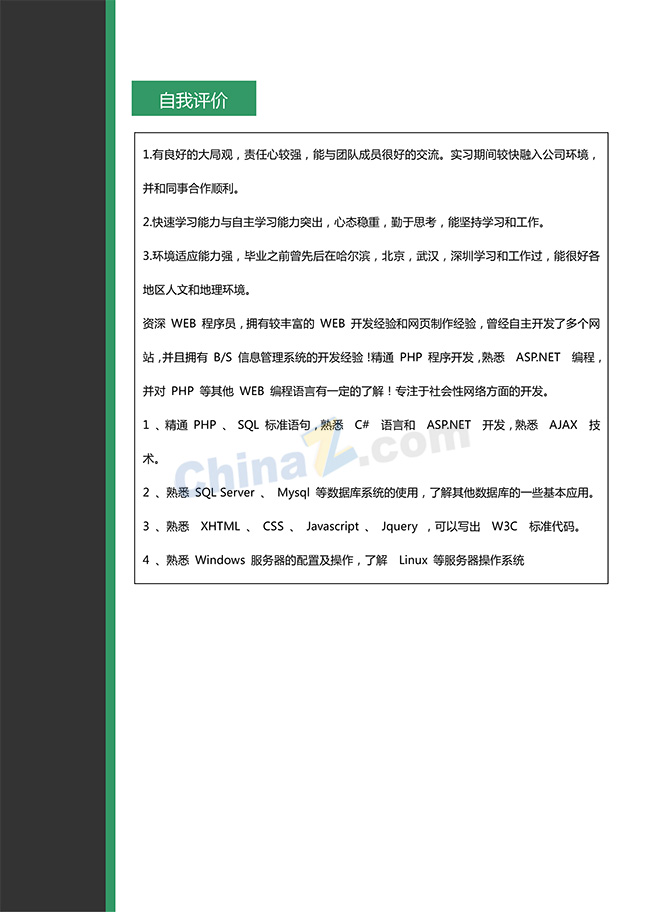 自我评价
1.有良好的大局观，责任心较强，能与团队成员很好的交流。实习期间较快融入公司环境，
并和同事合作顺利。
2.快速学习能力与自主学习能力突出，心态稳重，勤于思考，能坚持学习和工作。
3.环境适应能力强，毕业之前曾先后在哈尔滨，北京，武汉，深圳学习和工作过，能很好各
地区人文和地理环境。
资深 WEB 程序员，拥有较丰富的 WEB 开发经验和网页制作经验，曾经自主开发了多个网
站，并且拥有 B/S 信息管理系统的开发经验！精通 PHP 程序开发，熟悉 ASP.NET 编程，
并对 PHP 等其他 WEB 编程语言有一定的了解！专注于社会性网络方面的开发。
1 、精通 PHP 、 SQL 标准语句，熟悉 C# 语言和 ASP.NET 开发，熟悉 AJAX 技
术。
ChinaZ.com
2 、熟悉 SQL Server 、 Mysql 等数据库系统的使用，了解其他数据库的一些基本应用。
3 、熟悉 XHTML 、 CSS 、 Javascript 、 Jquery ，可以写出 W3C 标准代码。
4 、熟悉 Windows 服务器的配置及操作，了解 Linux 等服务器操作系统